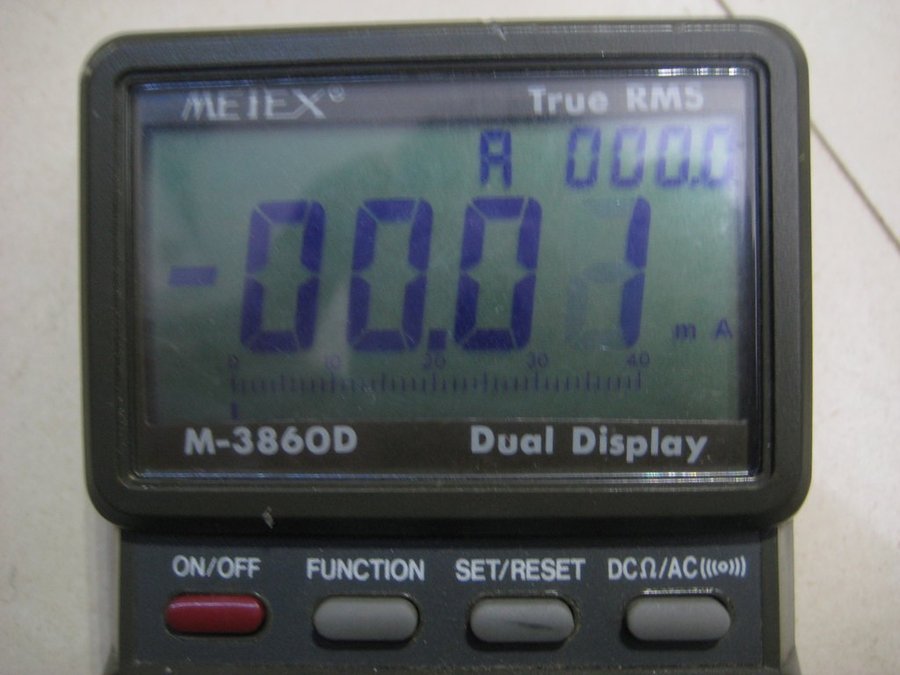 METEX® True RMS
A 000.0
-00.01 mA
0 10 20 30 40
M-3860D Dual Display
ON/OFF FUNCTION SET/RESET DCΩ/AC(((o)))